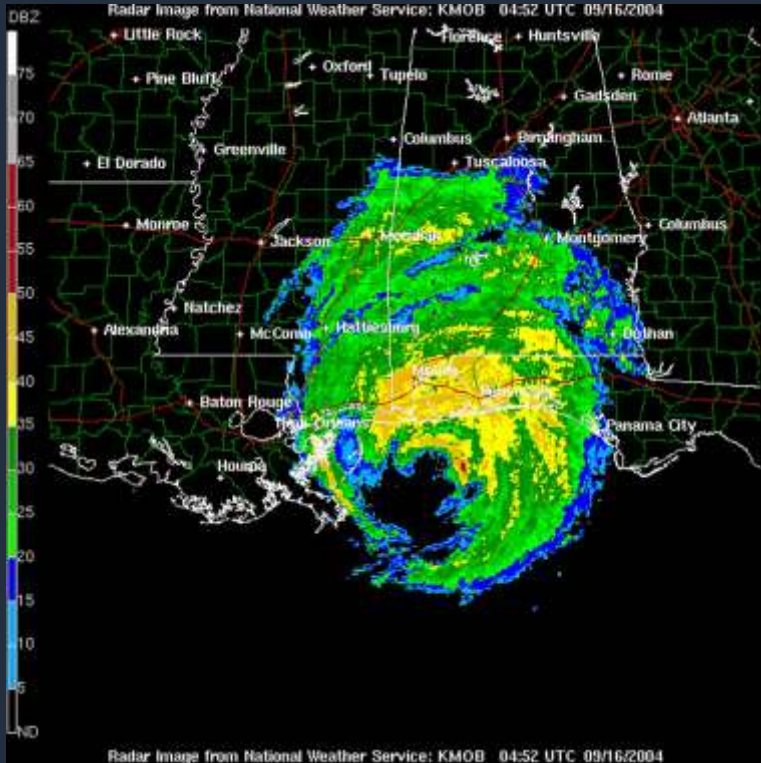 Radar Image from National Weather Service: KMOB 04:52 UTC 09/16/2004
DBZ
Little Rock
Florence
Huntsville
Oxford
Tupelo
Rome
75
Pine Bluff
Gadsden
70
Atlanta
Columbus
Birmingham
Greenville
65
El Dorado
Tuscaloosa
60
Monroe
Columbus
Jackson
Meridian
Montgomery
55
50
Natchez
45
Alexandria
McComb
Hattiesburg
Dothan
40
Mobile
Baton Rouge
35
New Orleans
Panama City
30
Houma
25
20
15
10
5
ND
Radar Image from National Weather Service: KMOB 04:52 UTC 09/16/2004